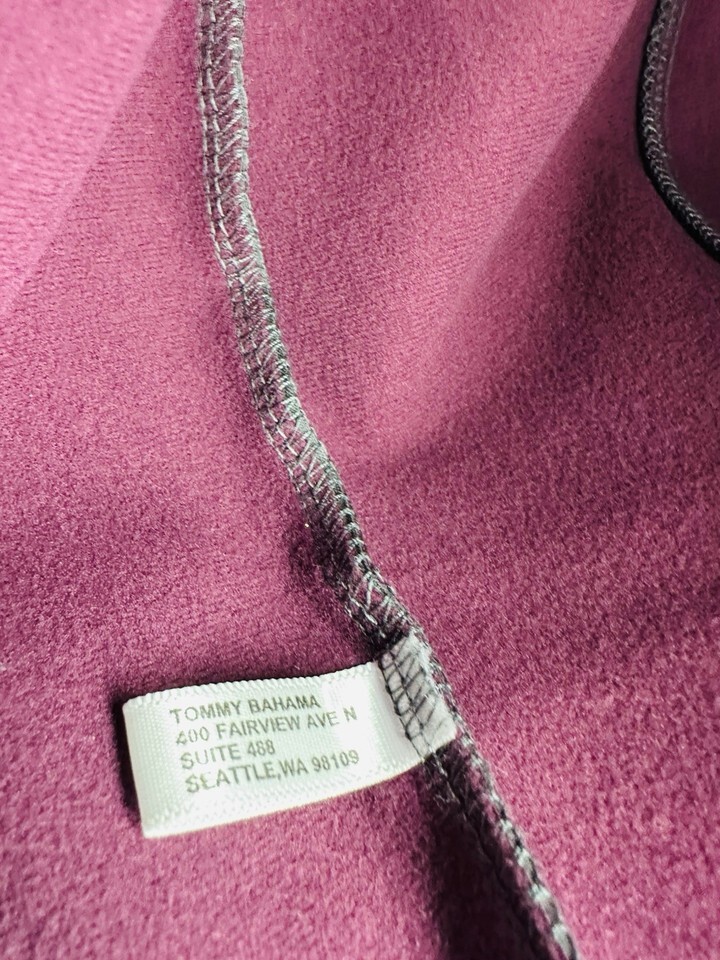 TOMMY BAHAMA
400 FAIRVIEW AVE N
SUITE 488
SEATTLE,WA 98109